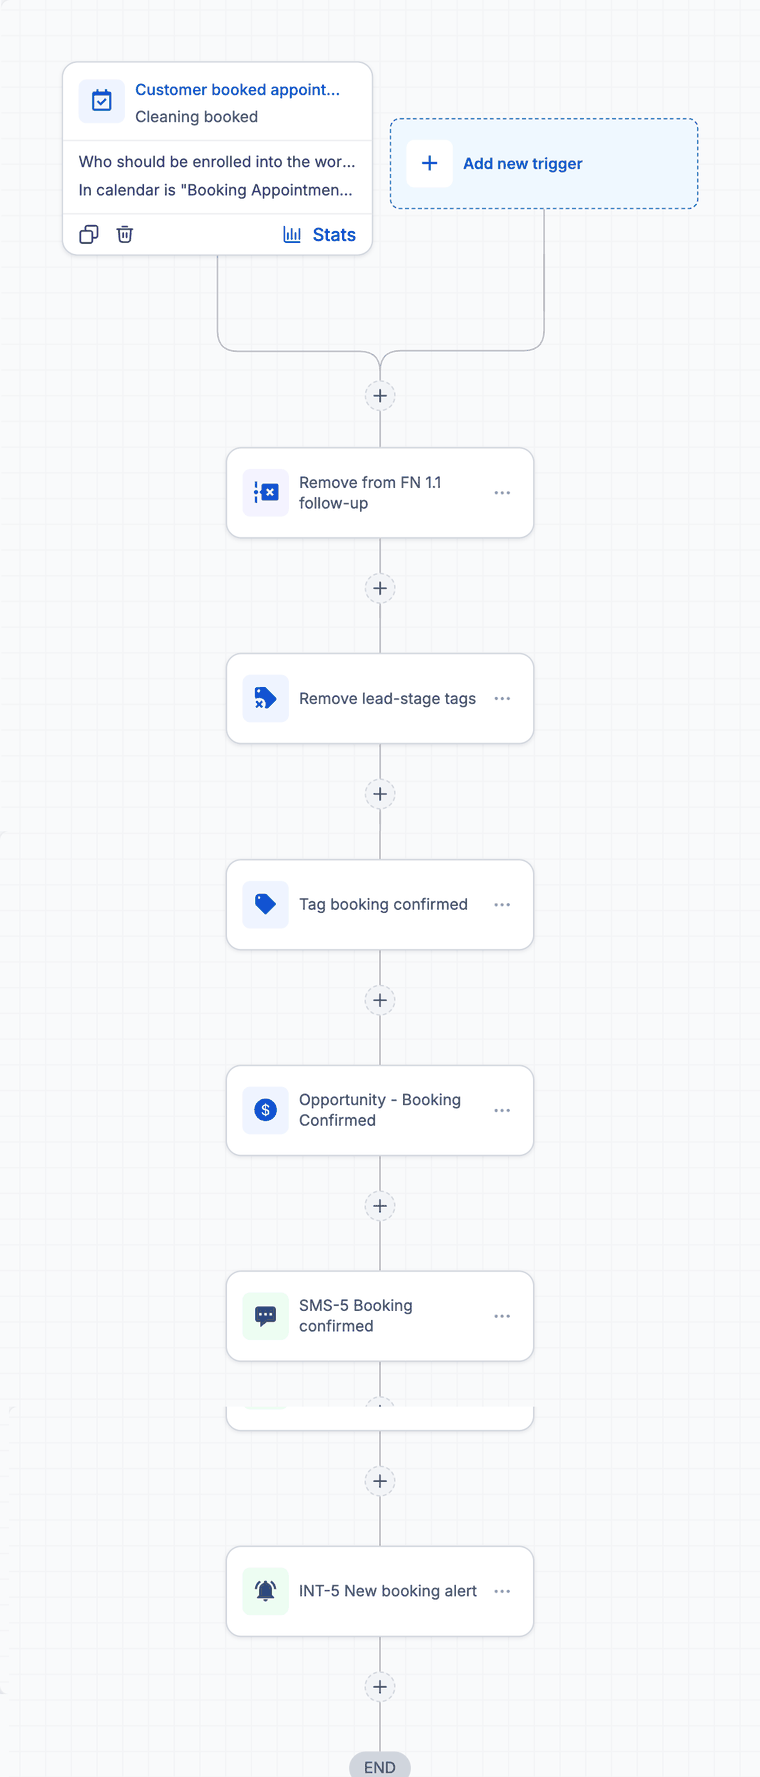 Customer booked appoint...
Cleaning booked
Who should be enrolled into the wor...
In calendar is "Booking Appointmen...
Stats
Add new trigger
Remove from FN 1.1
follow-up
Remove lead-stage tags
Tag booking confirmed
Opportunity - Booking
Confirmed
$
SMS-5 Booking
confirmed
INT-5 New booking alert
END